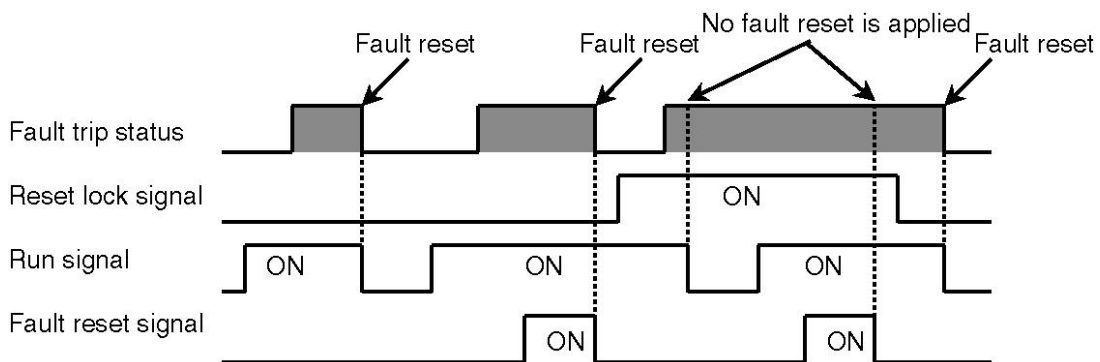 No fault reset is applied
Fault reset
Fault reset
Fault reset
Fault trip status
Reset lock signal
ON
Run signal
ON
ON
ON
Fault reset signal
ON
ON